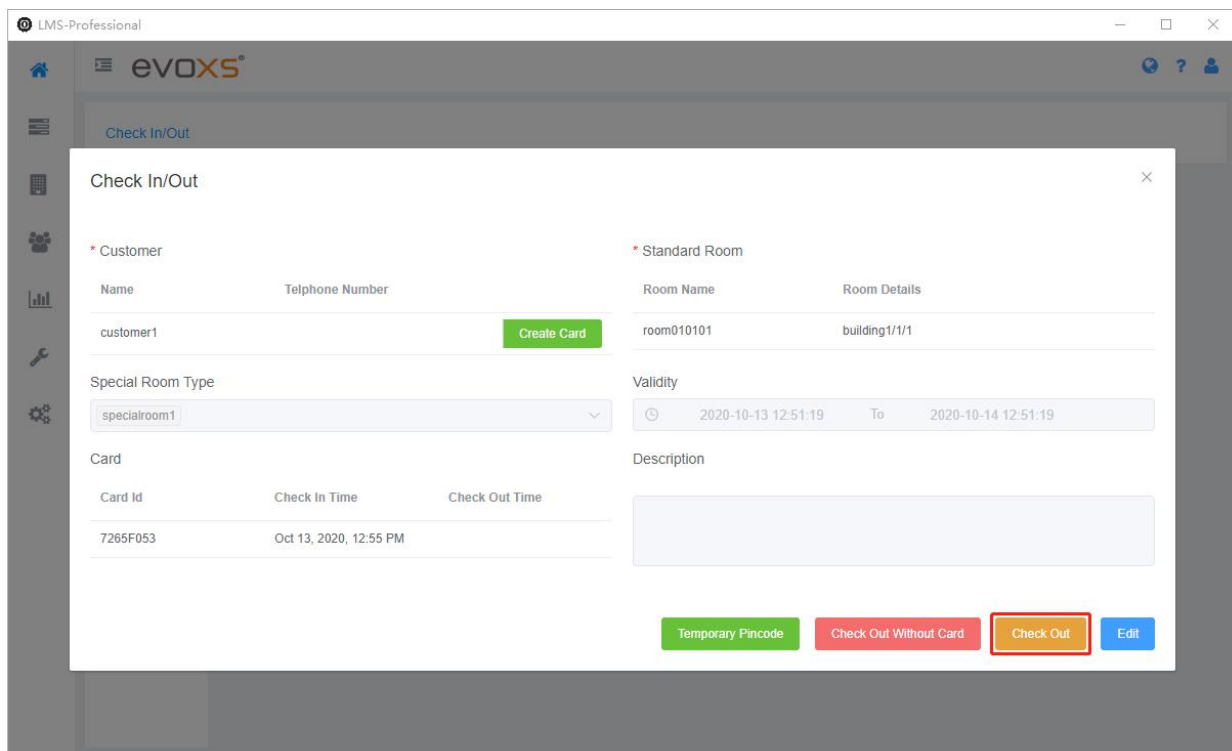 LMS-Professional
evoxs®
Check In/Out
Check In/Out
* Customer
Name Telphone Number
customer1 Create Card
Special Room Type
specialroom1
Card
Card Id Check In Time Check Out Time
7265F053 Oct 13, 2020, 12:55 PM
* Standard Room
Room Name Room Details
room010101 building1/1/1
Validity
2020-10-13 12:51:19 To 2020-10-14 12:51:19
Description
Temporary Pincode Check Out Without Card Check Out Edit